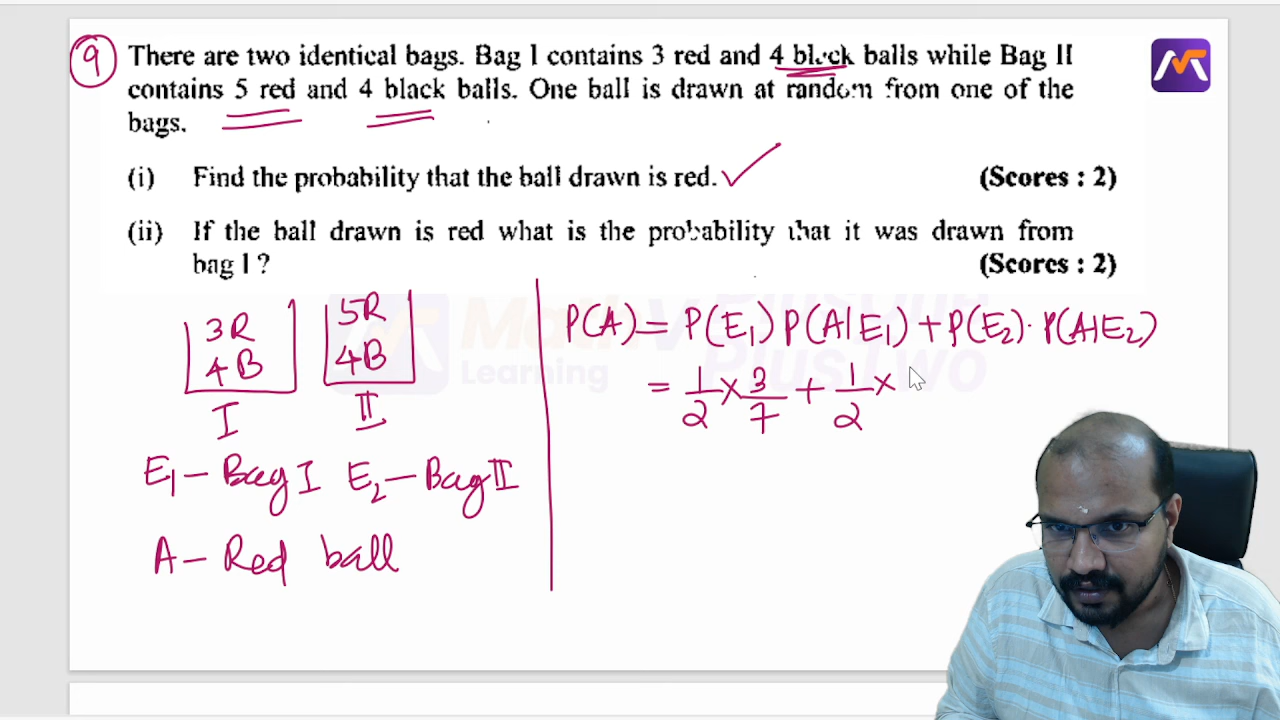 9
There are two identical bags. Bag I contains 3 red and 4 black balls while Bag II
contains 5 red and 4 black balls. One ball is drawn at random from one of the
bags.
(i) Find the probability that the ball drawn is red. (Scores : 2)
(ii) If the ball drawn is red what is the probability that it was drawn from
bag I ? (Scores : 2)
3R 5R
4B 4B
I II
E₁ – Bag I E₂ – Bag II
A – Red ball
P(A) = P(E₁) P(A|E₁) + P(E₂) · P(A|E₂)
= 1/2 × 3/7 + 1/2 ×
Learning
Plus Two